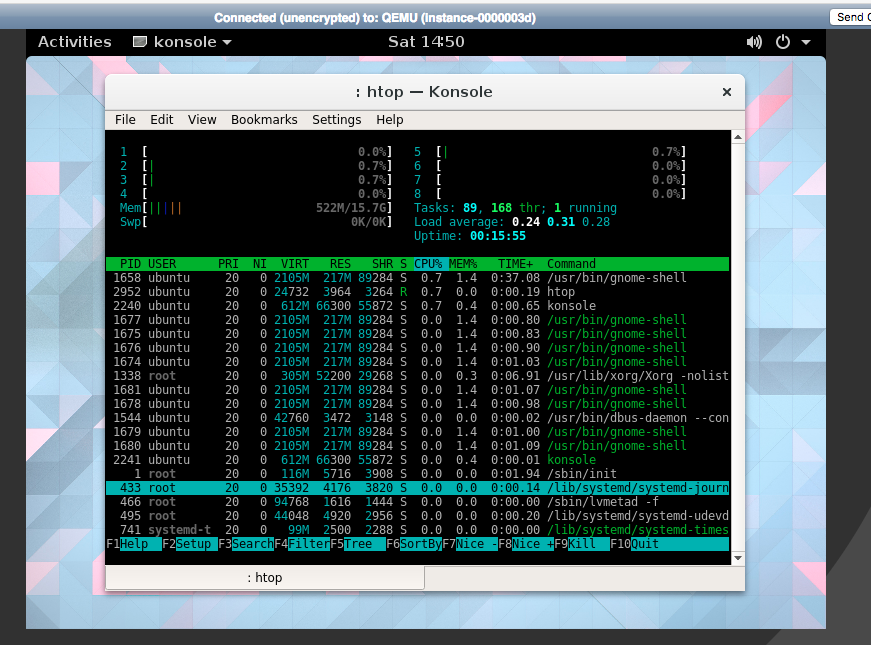 Connected (unencrypted) to: QEMU (instance-0000003d)
Send C
Activities konsole Sat 14:50
: htop — Konsole
File Edit View Bookmarks Settings Help
1 [ 0.0%] 5 [| 0.7%]
2 [| 0.7%] 6 [ 0.0%]
3 [| 0.7%] 7 [ 0.0%]
4 [ 0.0%] 8 [ 0.0%]
Mem[||||| 522M/15.7G] Tasks: 89, 168 thr; 1 running
Swp[ 0K/0K] Load average: 0.24 0.31 0.28
Uptime: 00:15:55
PID USER PRI NI VIRT RES SHR S CPU% MEM% TIME+ Command
1658 ubuntu 20 0 2105M 217M 89284 S 0.7 1.4 0:37.08 /usr/bin/gnome-shell
2952 ubuntu 20 0 24732 3964 3264 R 0.7 0.0 0:00.19 htop
2240 ubuntu 20 0 612M 66300 55872 S 0.7 0.4 0:00.65 konsole
1677 ubuntu 20 0 2105M 217M 89284 S 0.0 1.4 0:00.80 /usr/bin/gnome-shell
1675 ubuntu 20 0 2105M 217M 89284 S 0.0 1.4 0:00.83 /usr/bin/gnome-shell
1676 ubuntu 20 0 2105M 217M 89284 S 0.0 1.4 0:00.90 /usr/bin/gnome-shell
1674 ubuntu 20 0 2105M 217M 89284 S 0.0 1.4 0:01.03 /usr/bin/gnome-shell
1338 root 20 0 305M 52200 29268 S 0.0 0.3 0:06.91 /usr/lib/xorg/Xorg -nolist
1681 ubuntu 20 0 2105M 217M 89284 S 0.0 1.4 0:01.07 /usr/bin/gnome-shell
1678 ubuntu 20 0 2105M 217M 89284 S 0.0 1.4 0:00.98 /usr/bin/gnome-shell
1544 ubuntu 20 0 42760 3472 3148 S 0.0 0.0 0:00.02 /usr/bin/dbus-daemon --con
1679 ubuntu 20 0 2105M 217M 89284 S 0.0 1.4 0:01.00 /usr/bin/gnome-shell
1680 ubuntu 20 0 2105M 217M 89284 S 0.0 1.4 0:01.09 /usr/bin/gnome-shell
2241 ubuntu 20 0 612M 66300 55872 S 0.0 0.4 0:00.01 konsole
1 root 20 0 116M 5716 3908 S 0.0 0.0 0:01.94 /sbin/init
433 root 20 0 35392 4176 3820 S 0.0 0.0 0:00.14 /lib/systemd/systemd-journ
466 root 20 0 94768 1616 1444 S 0.0 0.0 0:00.00 /sbin/lvmetad -f
495 root 20 0 44048 4920 2956 S 0.0 0.0 0:00.20 /lib/systemd/systemd-udevd
741 systemd-t 20 0 99M 2500 2288 S 0.0 0.0 0:00.00 /lib/systemd/systemd-times
F1Help F2Setup F3SearchF4FilterF5Tree F6SortByF7Nice -F8Nice +F9Kill F10Quit
: htop